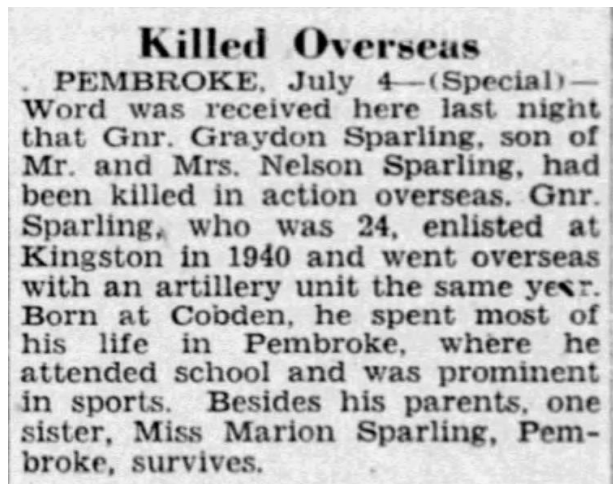 Killed Overseas
. PEMBROKE, July 4—(Special)—
Word was received here last night
that Gnr. Graydon Sparling, son of
Mr. and Mrs. Nelson Sparling, had
been killed in action overseas. Gnr.
Sparling, who was 24, enlisted at
Kingston in 1940 and went overseas
with an artillery unit the same year.
Born at Cobden, he spent most of
his life in Pembroke, where he
attended school and was prominent
in sports. Besides his parents, one
sister, Miss Marion Sparling, Pem-
broke, survives.